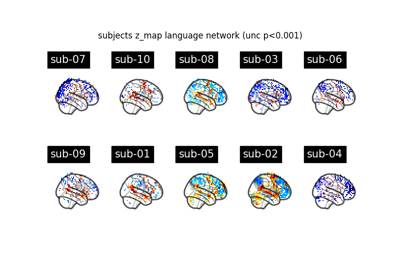 subjects z_map language network (unc p<0.001)
sub-07 sub-10 sub-08 sub-03 sub-06
sub-09 sub-01 sub-05 sub-02 sub-04